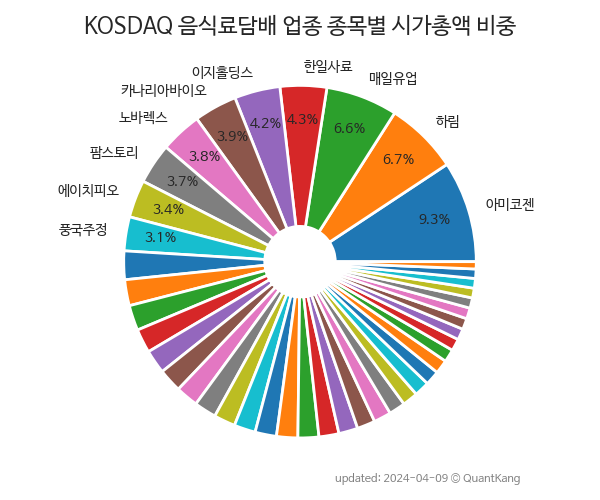 KOSDAQ 음식료담배 업종 종목별 시가총액 비중
한일사료
이지홀딩스
매일유업
카나리아바이오
노바렉스
하림
팜스토리
에이치피오
아미코젠
풍국주정
4.3%
4.2%
6.6%
3.9%
3.8%
6.7%
3.7%
3.4%
9.3%
3.1%
updated: 2024-04-09 © QuantKang